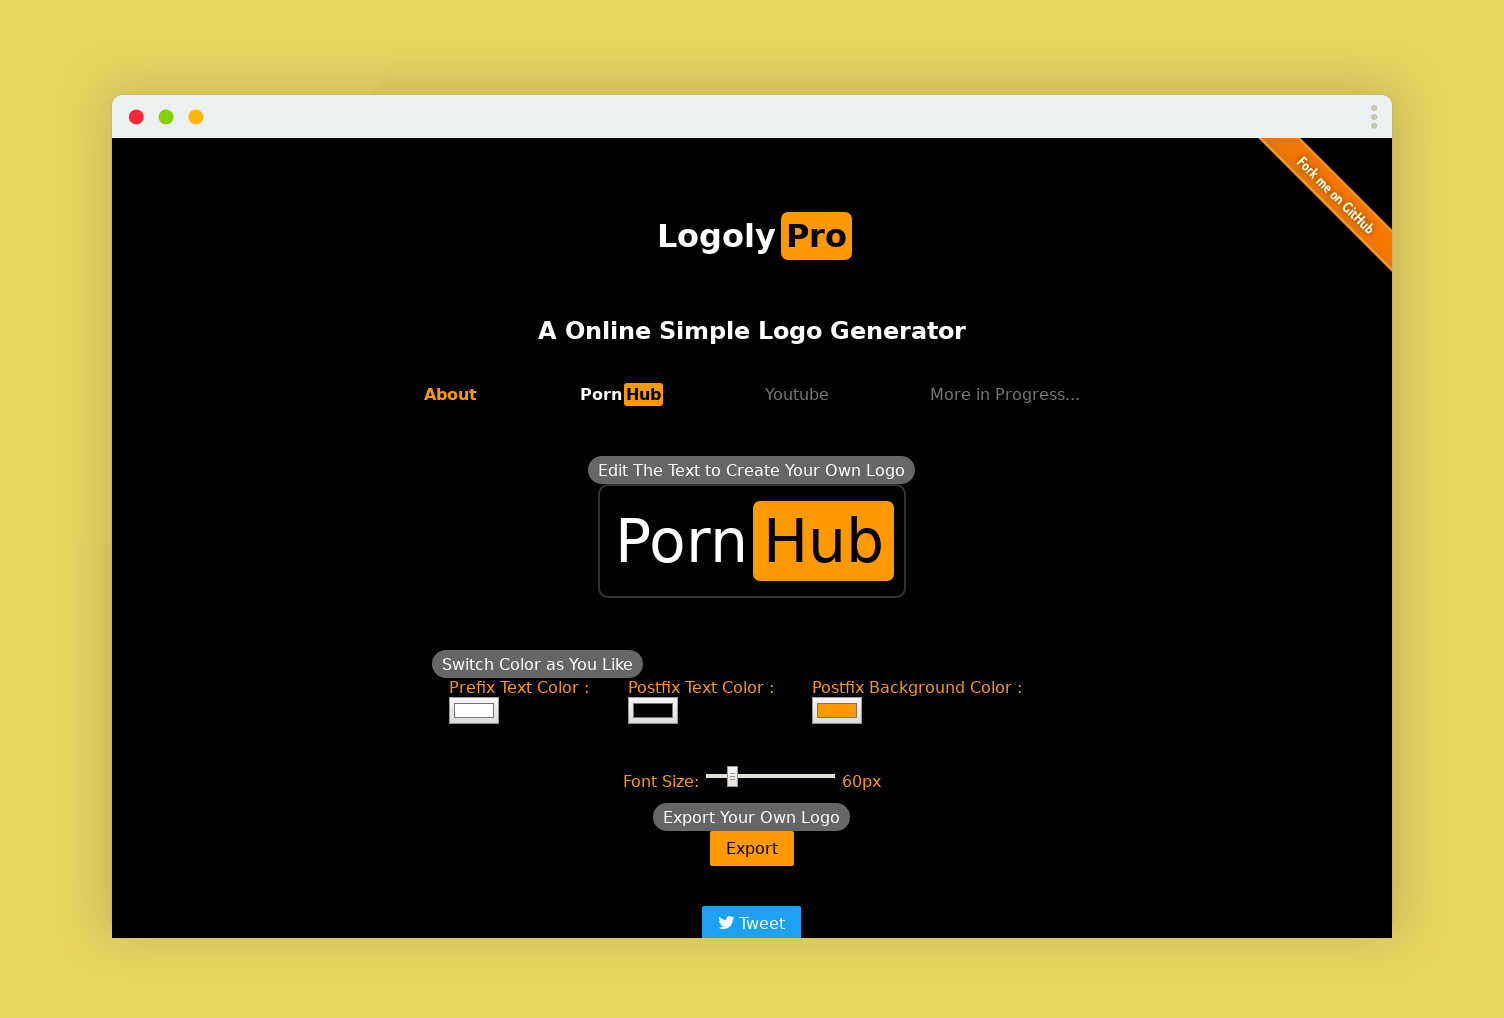 Fork me on GitHub
Logoly Pro
A Online Simple Logo Generator
About PornHub Youtube More in Progress...
Edit The Text to Create Your Own Logo
Porn Hub
Switch Color as You Like
Prefix Text Color : Postfix Text Color : Postfix Background Color :
Font Size: 60px
Export Your Own Logo
Export
Tweet